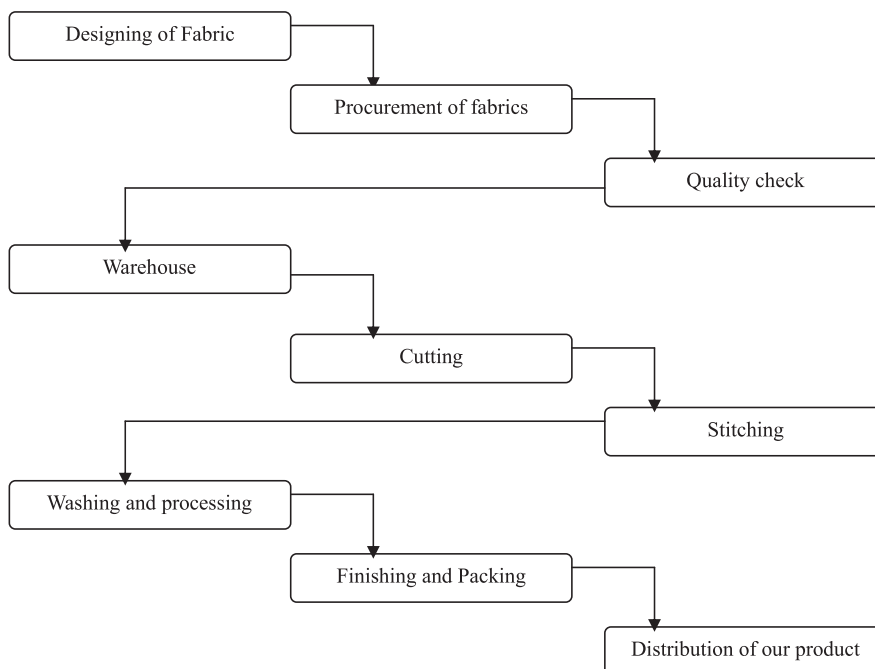 Designing of Fabric
Procurement of fabrics
Quality check
Warehouse
Cutting
Stitching
Washing and processing
Finishing and Packing
Distribution of our product